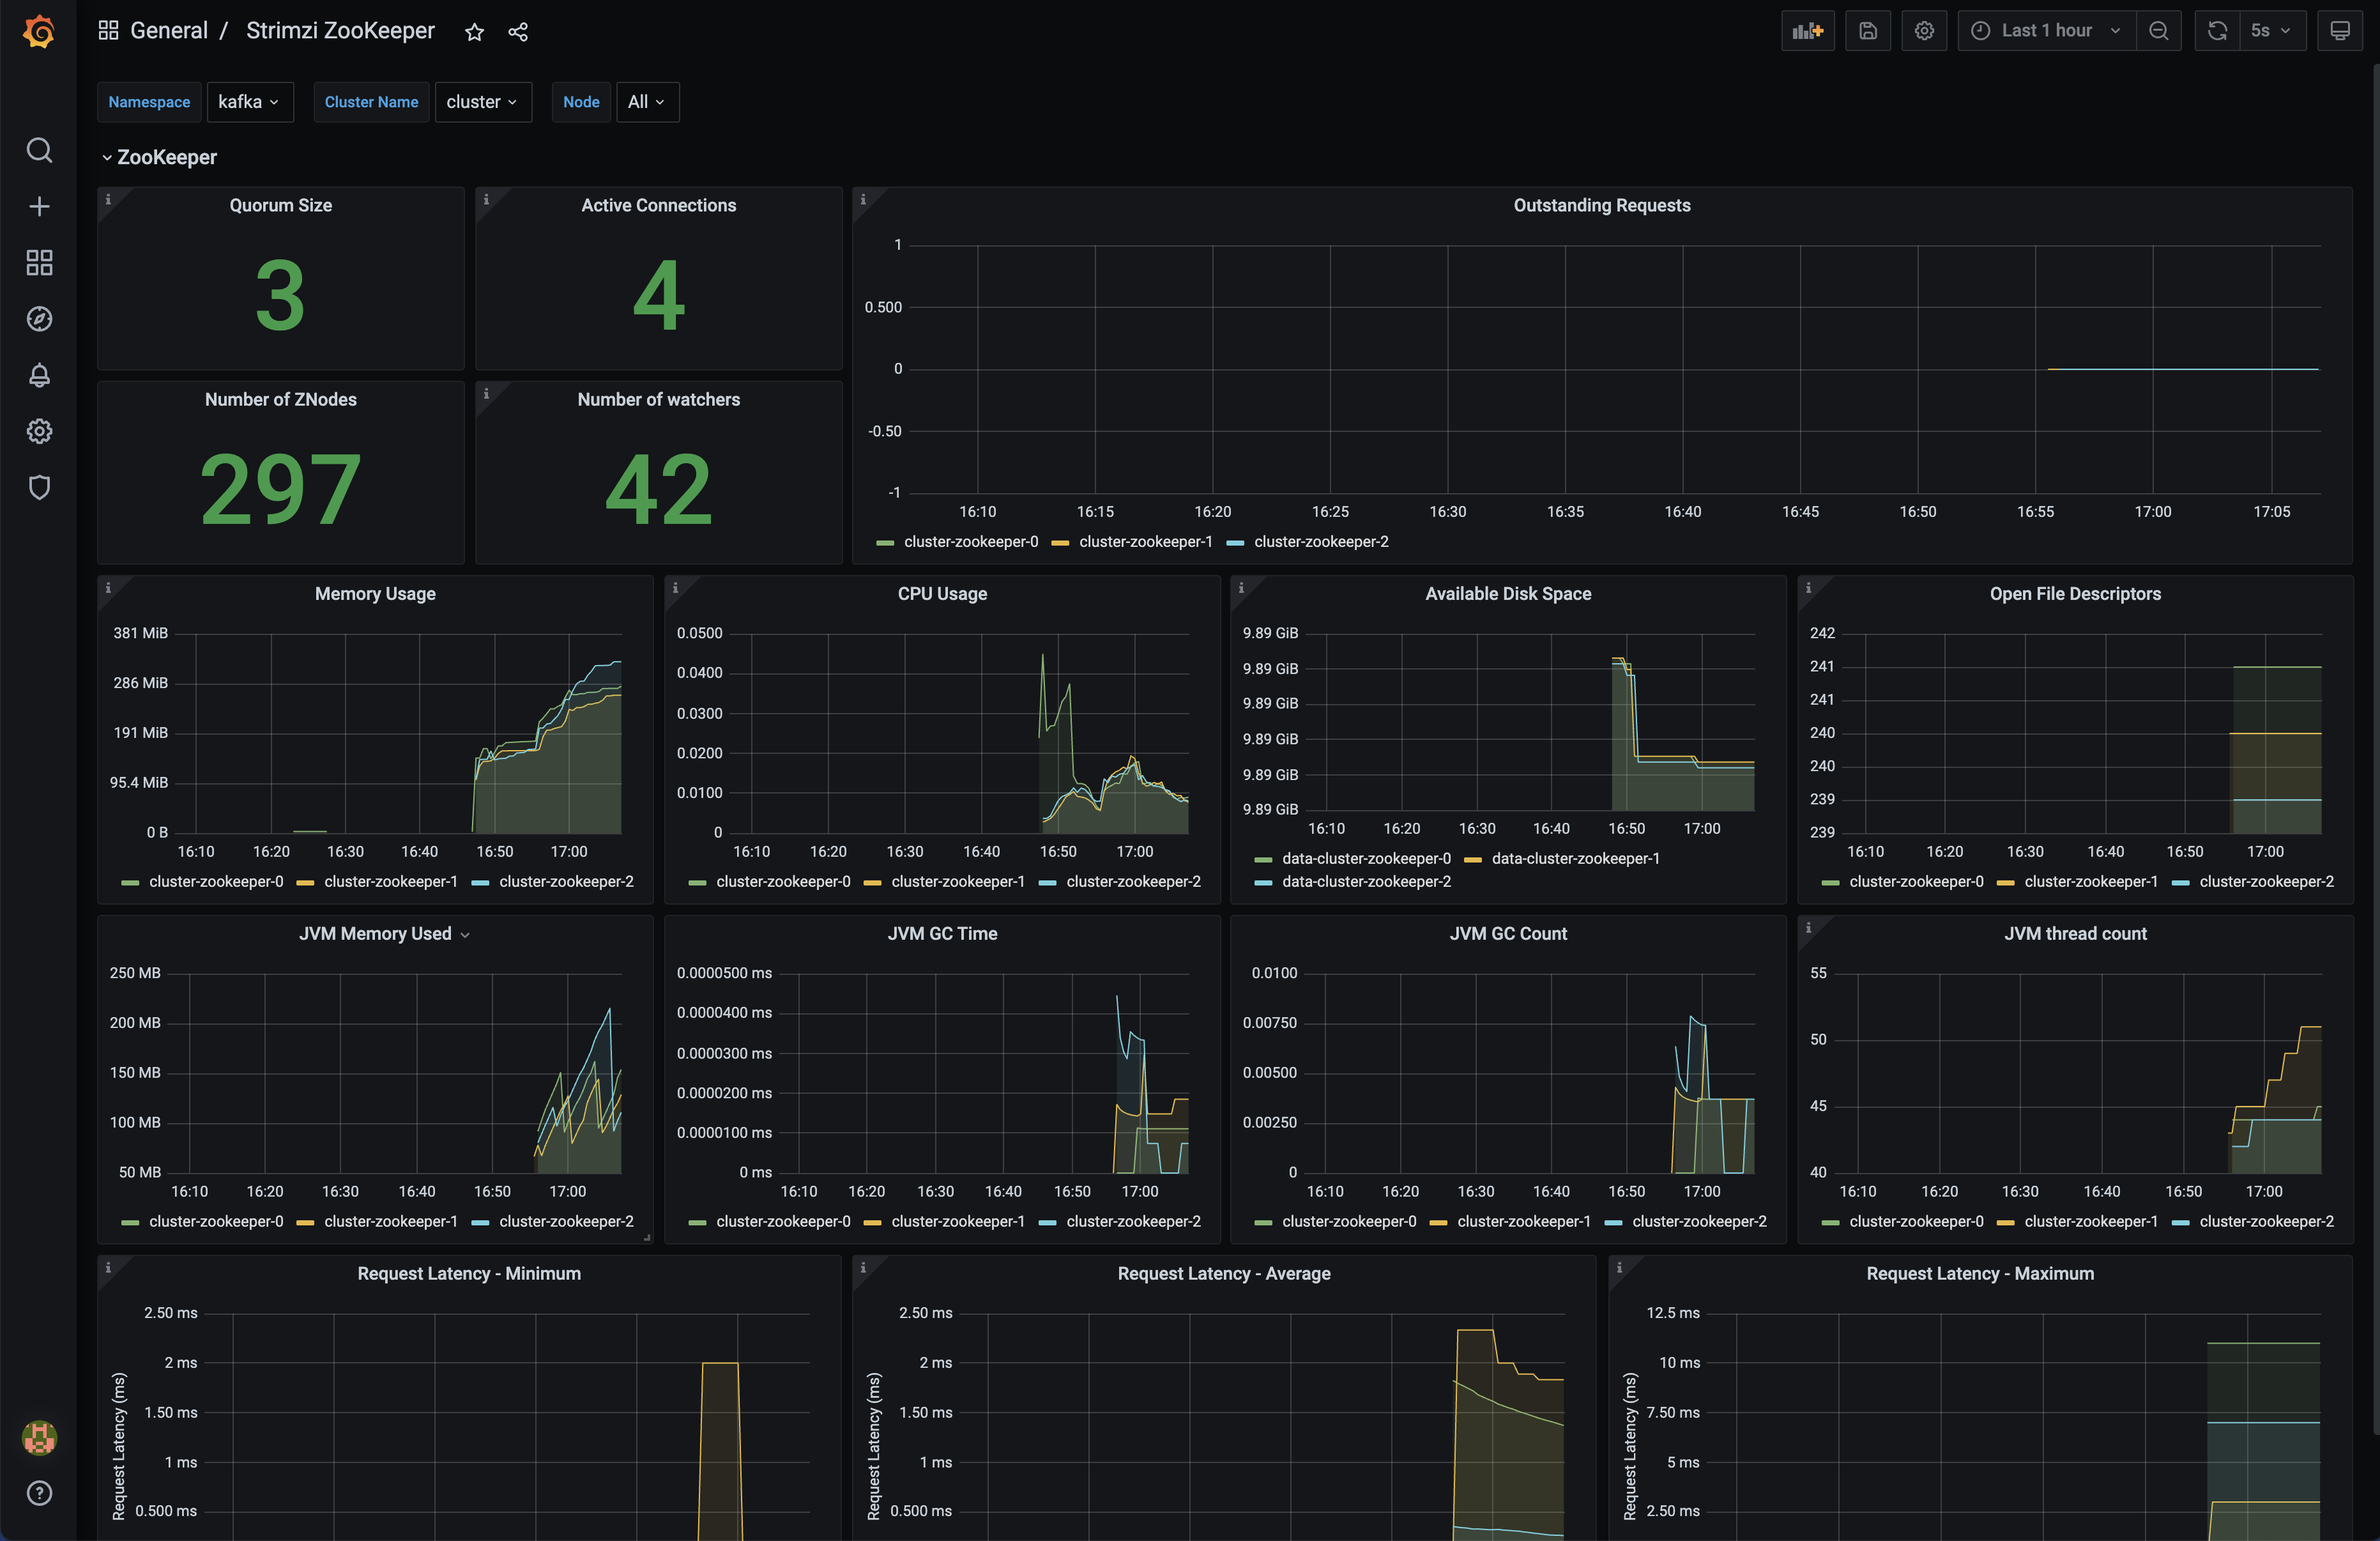 General / Strimzi ZooKeeper
Last 1 hour
5s
Namespace kafka Cluster Name cluster Node All
ZooKeeper
Quorum Size
3
Active Connections
4
Number of ZNodes
297
Number of watchers
42
Outstanding Requests
1
0.500
0
-0.50
-1
16:10 16:15 16:20 16:25 16:30 16:35 16:40 16:45 16:50 16:55 17:00 17:05
cluster-zookeeper-0 cluster-zookeeper-1 cluster-zookeeper-2
Memory Usage
381 MiB
286 MiB
191 MiB
95.4 MiB
0 B
16:10 16:20 16:30 16:40 16:50 17:00
cluster-zookeeper-0 cluster-zookeeper-1 cluster-zookeeper-2
CPU Usage
0.0500
0.0400
0.0300
0.0200
0.0100
0
16:10 16:20 16:30 16:40 16:50 17:00
cluster-zookeeper-0 cluster-zookeeper-1 cluster-zookeeper-2
Available Disk Space
9.89 GiB
9.89 GiB
9.89 GiB
9.89 GiB
9.89 GiB
9.89 GiB
16:10 16:20 16:30 16:40 16:50 17:00
data-cluster-zookeeper-0 data-cluster-zookeeper-1
data-cluster-zookeeper-2
Open File Descriptors
242
241
241
240
240
239
239
16:10 16:20 16:30 16:40 16:50 17:00
cluster-zookeeper-0 cluster-zookeeper-1 cluster-zookeeper-2
JVM Memory Used
250 MB
200 MB
150 MB
100 MB
50 MB
16:10 16:20 16:30 16:40 16:50 17:00
cluster-zookeeper-0 cluster-zookeeper-1 cluster-zookeeper-2
JVM GC Time
0.0000500 ms
0.0000400 ms
0.0000300 ms
0.0000200 ms
0.0000100 ms
0 ms
16:10 16:20 16:30 16:40 16:50 17:00
cluster-zookeeper-0 cluster-zookeeper-1 cluster-zookeeper-2
JVM GC Count
0.0100
0.00750
0.00500
0.00250
0
16:10 16:20 16:30 16:40 16:50 17:00
cluster-zookeeper-0 cluster-zookeeper-1 cluster-zookeeper-2
JVM thread count
55
50
45
40
16:10 16:20 16:30 16:40 16:50 17:00
cluster-zookeeper-0 cluster-zookeeper-1 cluster-zookeeper-2
Request Latency - Minimum
Request Latency (ms)
2.50 ms
2 ms
1.50 ms
1 ms
0.500 ms
Request Latency - Average
Request Latency (ms)
2.50 ms
2 ms
1.50 ms
1 ms
0.500 ms
Request Latency - Maximum
Request Latency (ms)
12.5 ms
10 ms
7.50 ms
5 ms
2.50 ms